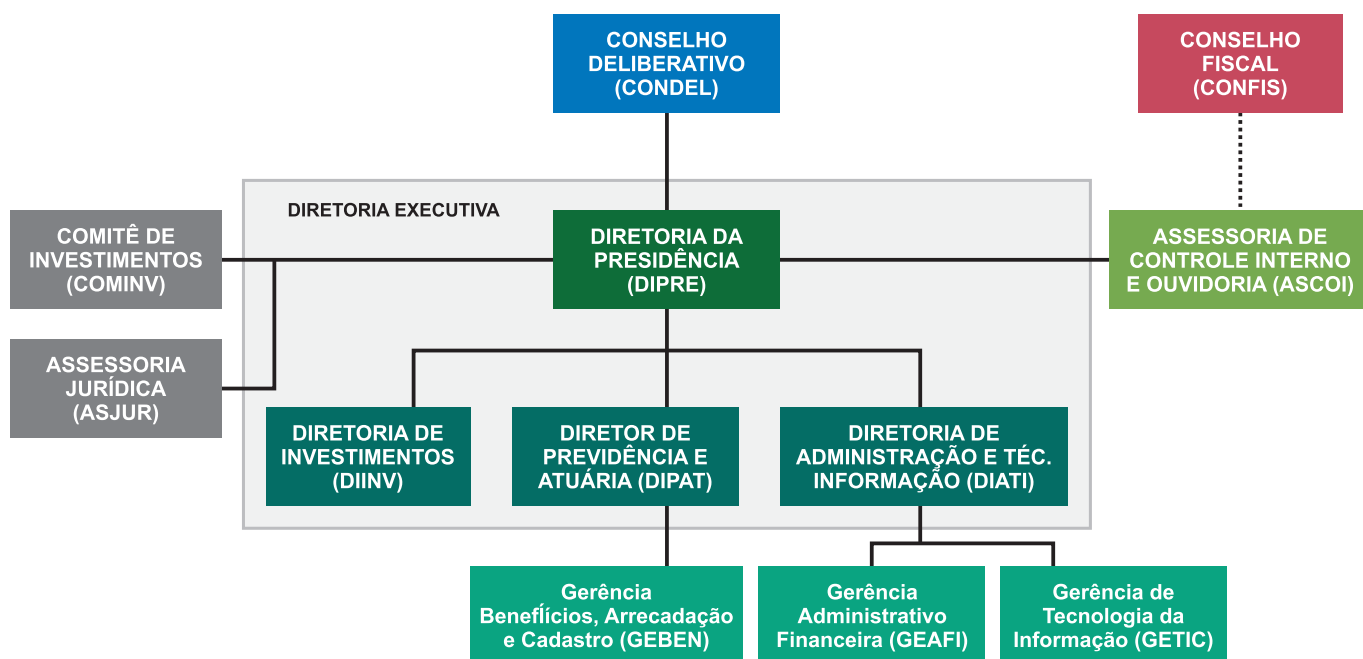 CONSELHO
DELIBERATIVO
(CONDEL)
CONSELHO
FISCAL
(CONFIS)
DIRETORIA EXECUTIVA
COMITÊ DE
INVESTIMENTOS
(COMINV)
DIRETORIA DA
PRESIDÊNCIA
(DIPRE)
ASSESSORIA DE
CONTROLE INTERNO
E OUVIDORIA (ASCOI)
ASSESSORIA
JURÍDICA
(ASJUR)
DIRETORIA DE
INVESTIMENTOS
(DIINV)
DIRETOR DE
PREVIDÊNCIA E
ATUÁRIA (DIPAT)
DIRETORIA DE
ADMINISTRAÇÃO E TÉC.
INFORMAÇÃO (DIATI)
Gerência
Benefíícios, Arrecadação
e Cadastro (GEBEN)
Gerência
Administrativo
Financeira (GEAFI)
Gerência de
Tecnologia da
Informação (GETIC)